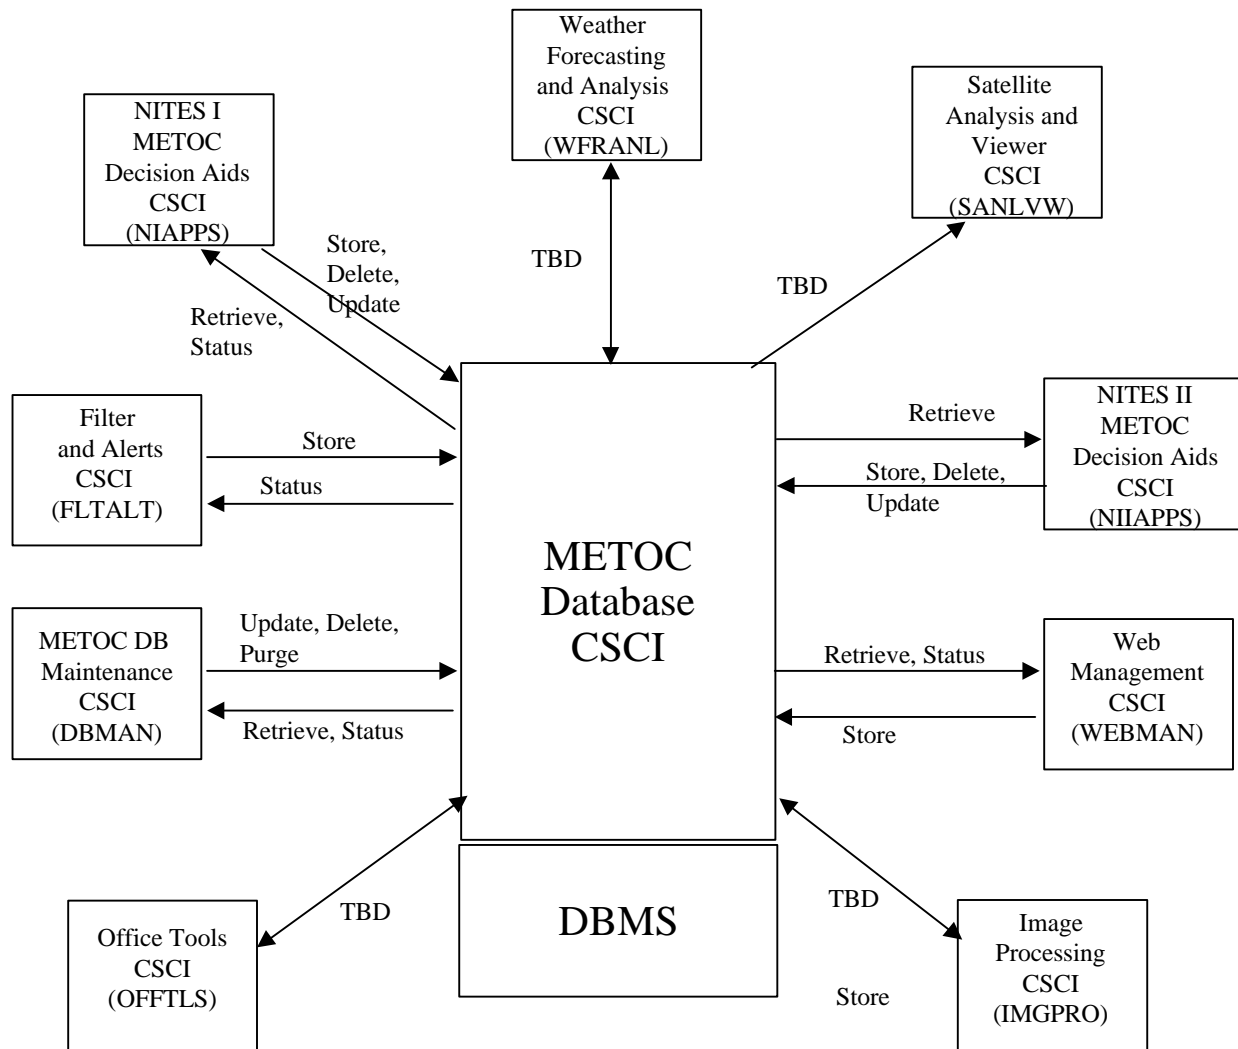 Weather
Forecasting
and Analysis
CSCI
(WFRANL)
Satellite
Analysis and
Viewer
CSCI
(SANLVW)
NITES I
METOC
Decision Aids
CSCI
(NIAPPS)
Store,
Delete,
Update
TBD
TBD
Retrieve,
Status
Filter
and Alerts
CSCI
(FLTALT)
Store
Status
Retrieve
Store, Delete,
Update
NITES II
METOC
Decision Aids
CSCI
(NIIAPPS)
METOC
Database
CSCI
METOC DB
Maintenance
CSCI
(DBMAN)
Update, Delete,
Purge
Retrieve, Status
Retrieve, Status
Store
Web
Management
CSCI
(WEBMAN)
TBD
TBD
DBMS
Office Tools
CSCI
(OFFTLS)
Store
Image
Processing
CSCI
(IMGPRO)